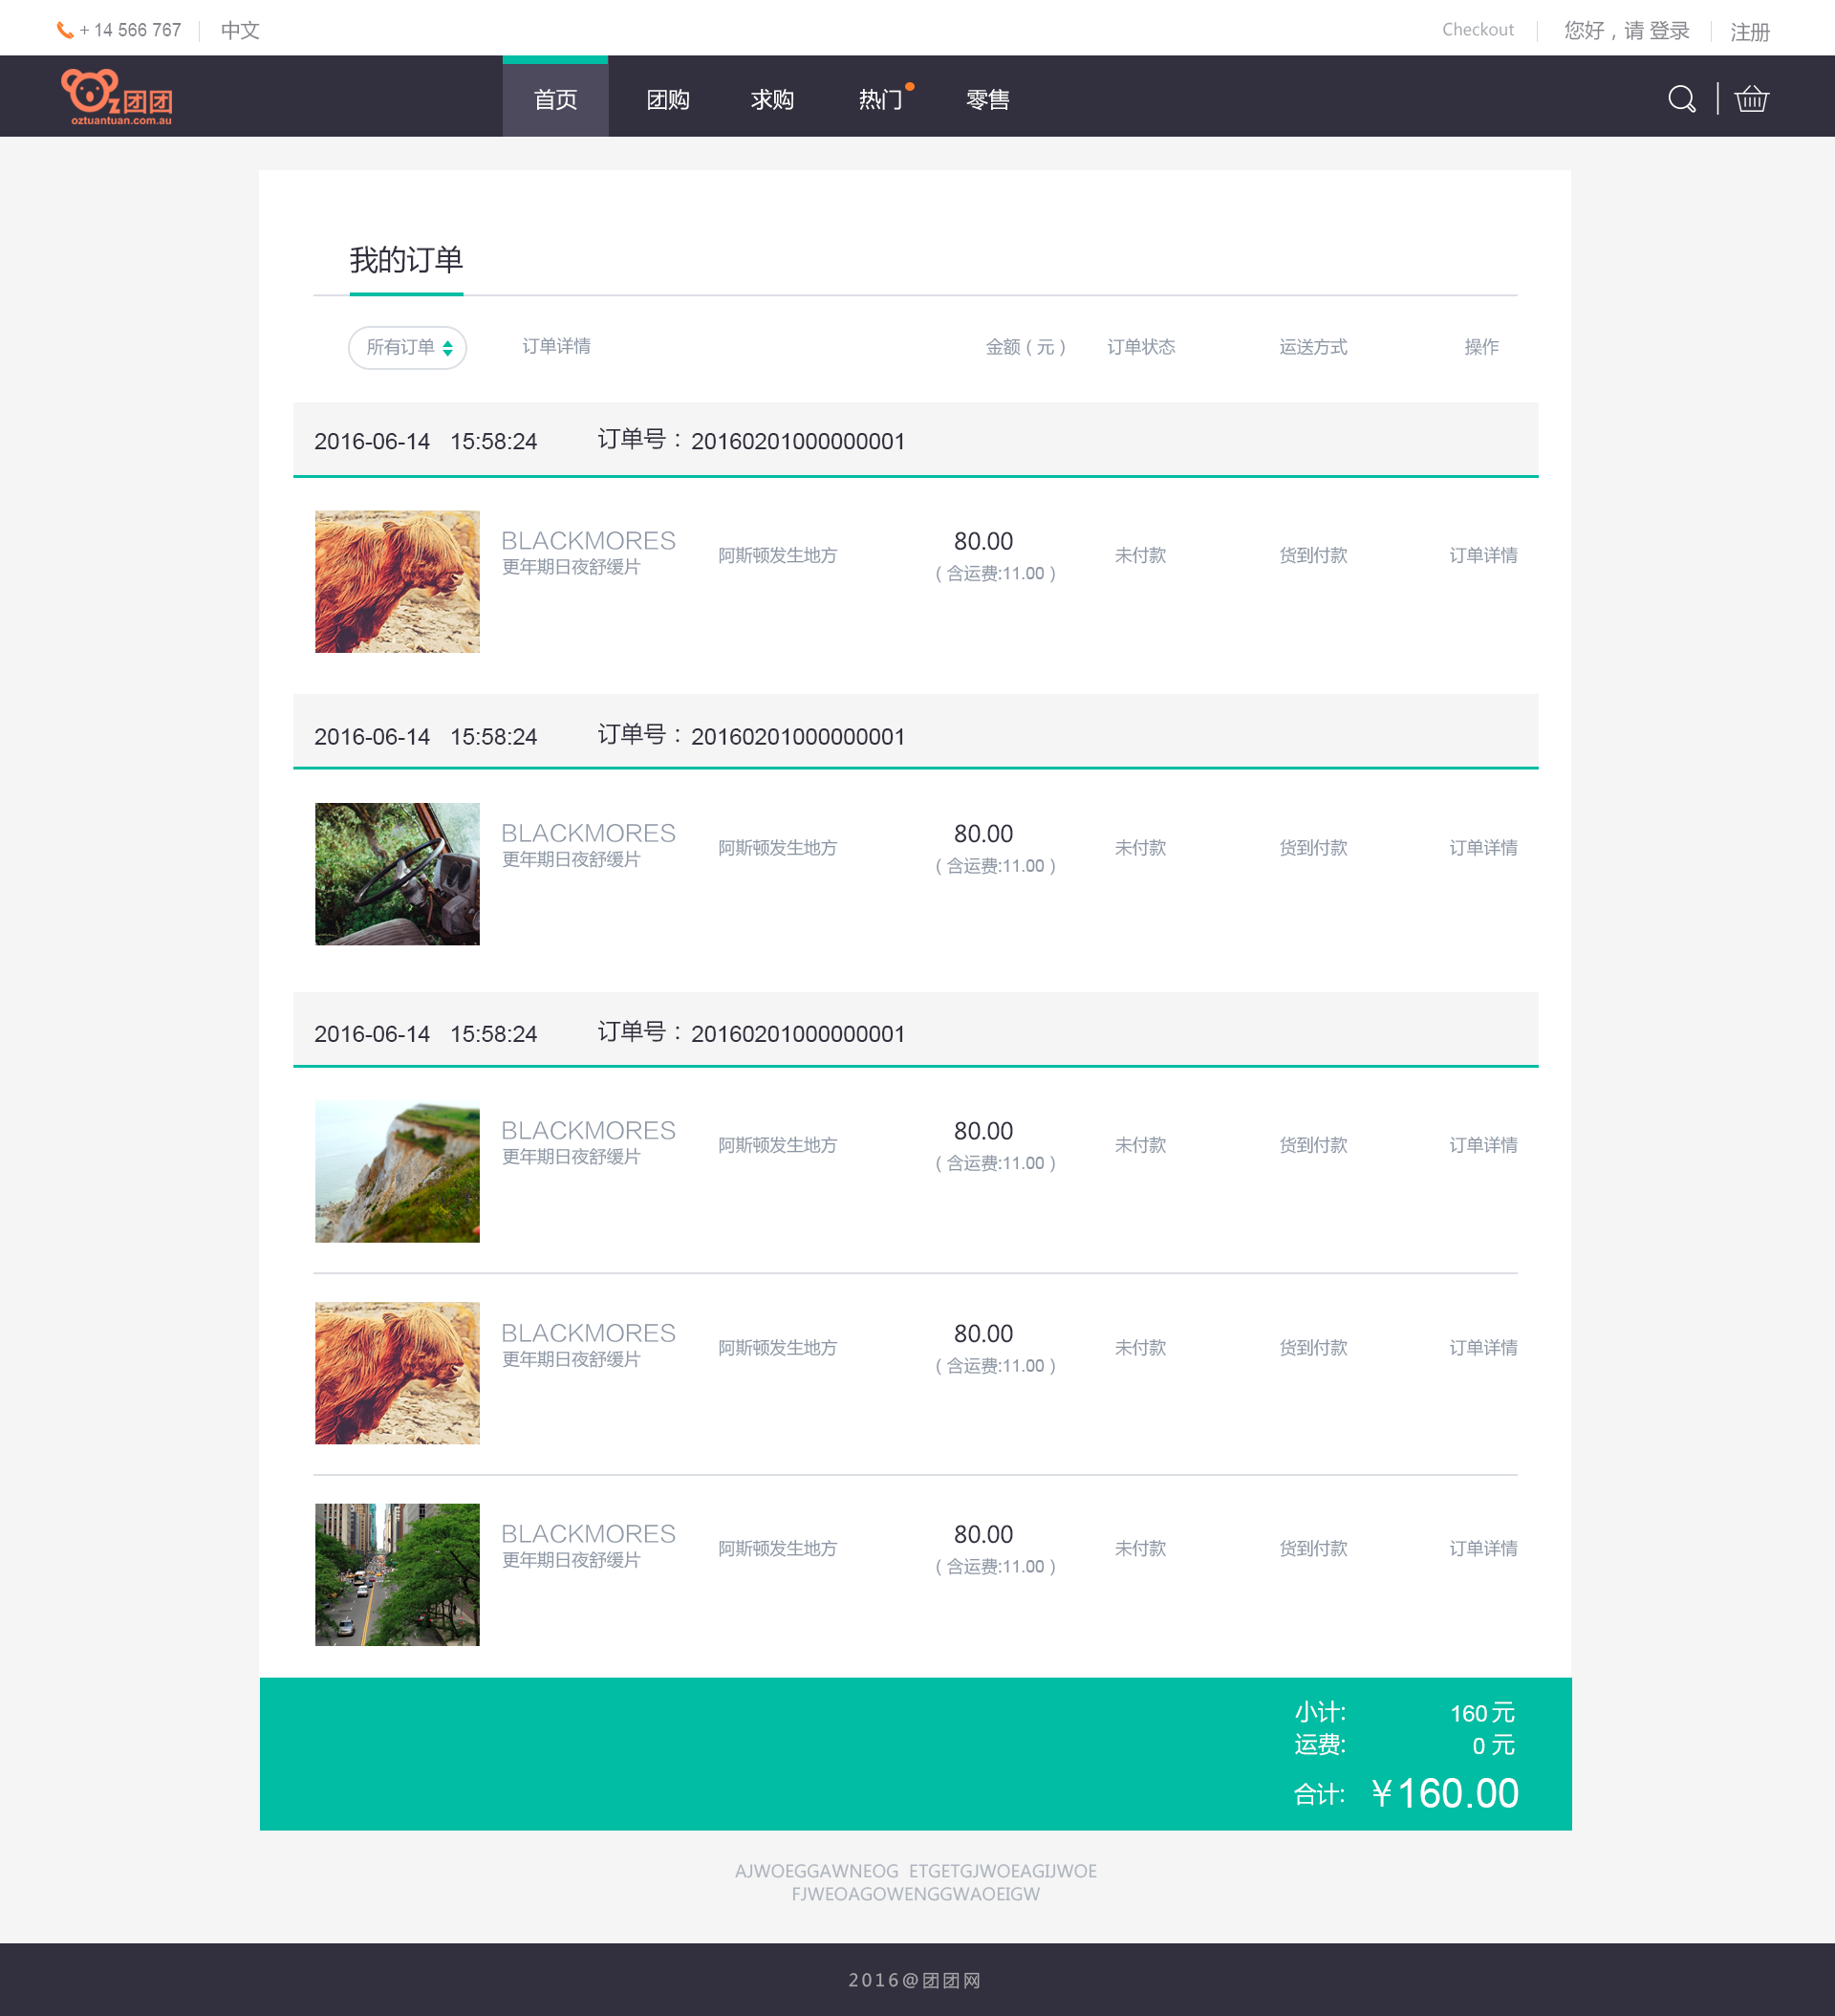 + 14 566 767 中文 Checkout 您好，请 登录 注册
Oz团团
oztuantuan.com.au
首页 团购 求购 热门 零售
我的订单
所有订单 订单详情 金额（元） 订单状态 运送方式 操作
2016-06-14 15:58:24 订单号：20160201000000001
BLACKMORES
更年期日夜舒缓片
阿斯顿发生地方
80.00
（含运费:11.00）
未付款 货到付款 订单详情
2016-06-14 15:58:24 订单号：20160201000000001
BLACKMORES
更年期日夜舒缓片
阿斯顿发生地方
80.00
（含运费:11.00）
未付款 货到付款 订单详情
2016-06-14 15:58:24 订单号：20160201000000001
BLACKMORES
更年期日夜舒缓片
阿斯顿发生地方
80.00
（含运费:11.00）
未付款 货到付款 订单详情
BLACKMORES
更年期日夜舒缓片
阿斯顿发生地方
80.00
（含运费:11.00）
未付款 货到付款 订单详情
BLACKMORES
更年期日夜舒缓片
阿斯顿发生地方
80.00
（含运费:11.00）
未付款 货到付款 订单详情
小计: 160 元
运费: 0 元
合计: ￥160.00
AJWOEGGAWNEOG ETGETGJWOEAGIJWOE
FJWEOAGOWENGGWAOEIGW
2016@团团网